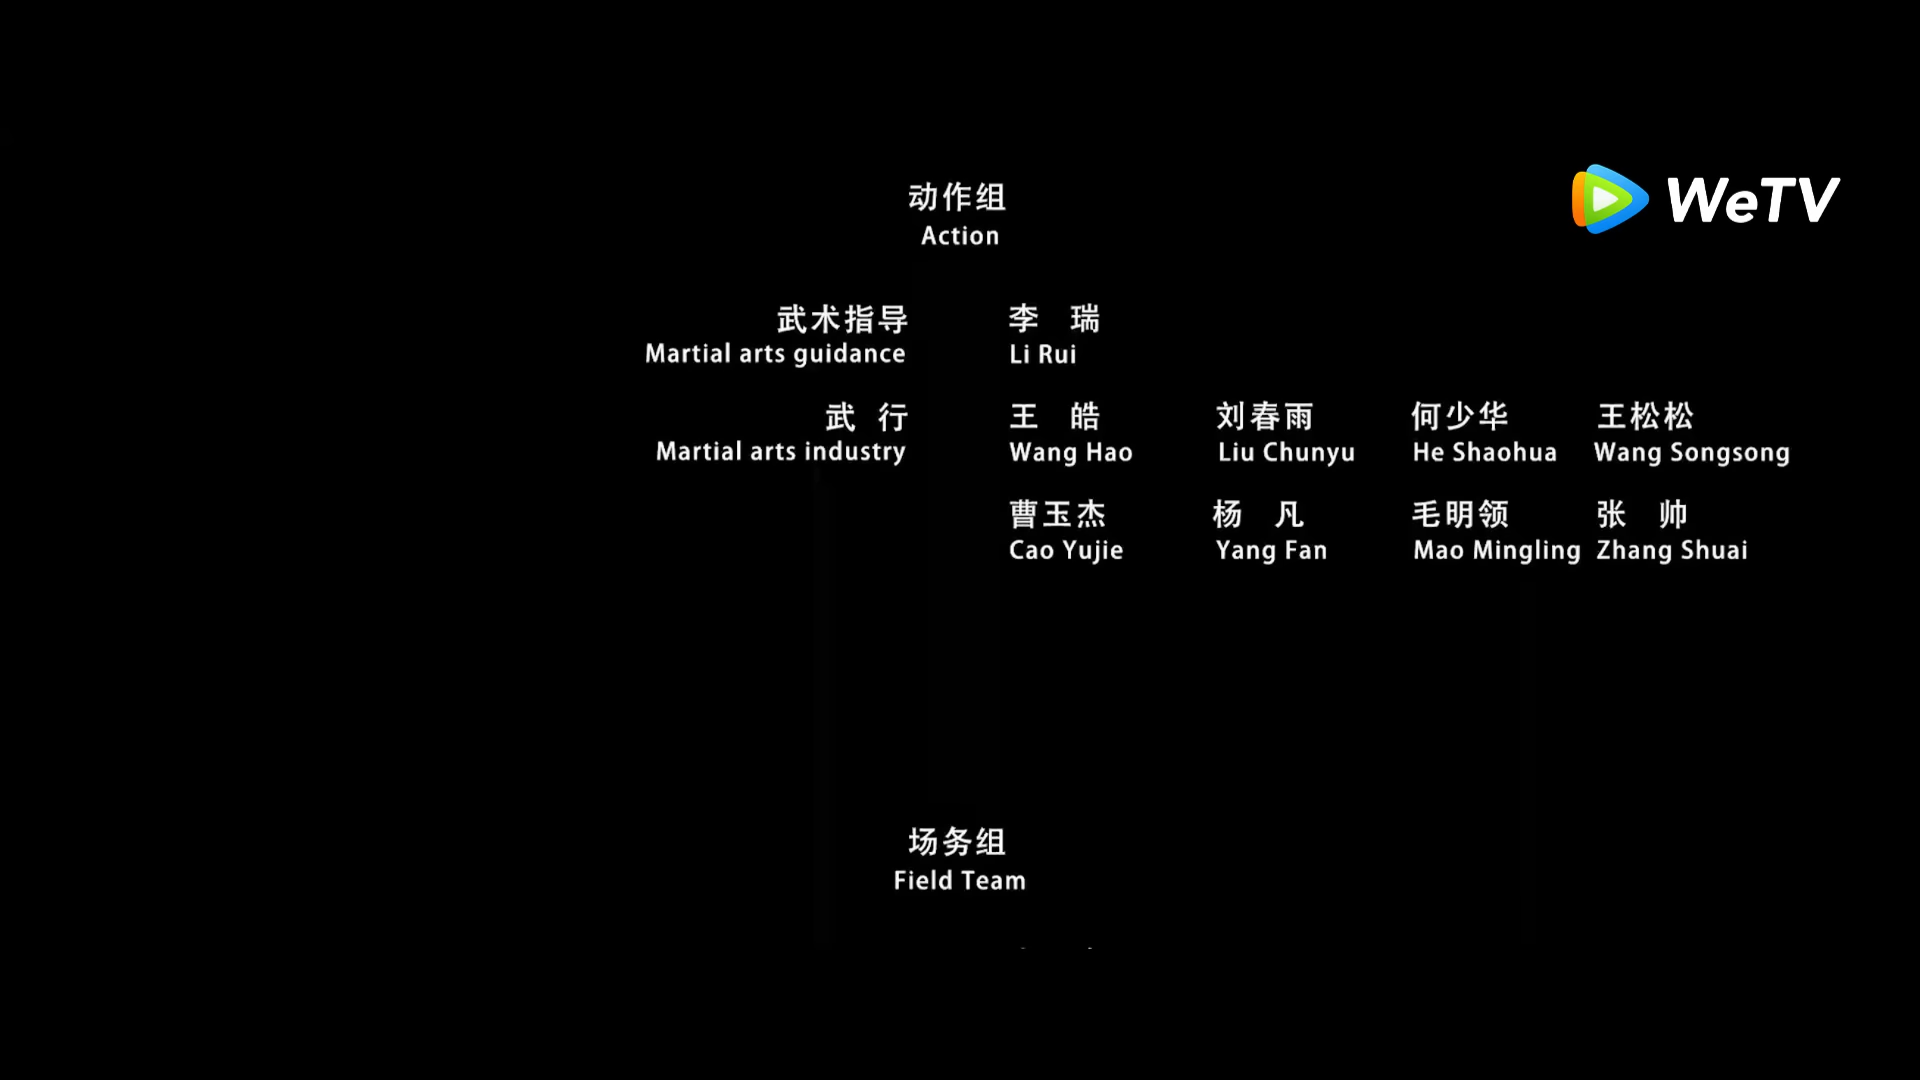 WeTV
动作组
Action
武术指导 李 瑞
Martial arts guidance Li Rui
武 行 王 皓 刘春雨 何少华 王松松
Martial arts industry Wang Hao Liu Chunyu He Shaohua Wang Songsong
曹玉杰 杨 凡 毛明领 张 帅
Cao Yujie Yang Fan Mao Mingling Zhang Shuai
场务组
Field Team